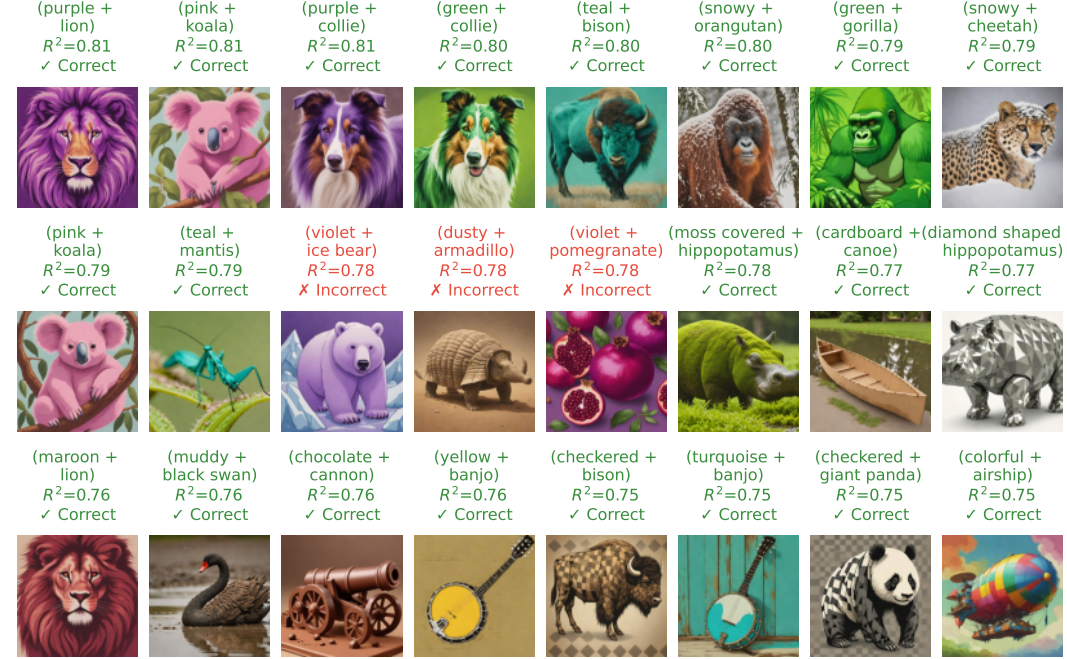 (purple + lion)
R²=0.81
✓ Correct
(pink + koala)
R²=0.81
✓ Correct
(purple + collie)
R²=0.81
✓ Correct
(green + collie)
R²=0.80
✓ Correct
(teal + bison)
R²=0.80
✓ Correct
(snowy + orangutan)
R²=0.80
✓ Correct
(green + gorilla)
R²=0.79
✓ Correct
(snowy + cheetah)
R²=0.79
✓ Correct
(pink + koala)
R²=0.79
✓ Correct
(teal + mantis)
R²=0.79
✓ Correct
(violet + ice bear)
R²=0.78
✗ Incorrect
(dusty + armadillo)
R²=0.78
✗ Incorrect
(violet + pomegranate)
R²=0.78
✗ Incorrect
(moss covered + hippopotamus)
R²=0.78
✓ Correct
(cardboard + canoe)
R²=0.77
✓ Correct
(diamond shaped hippopotamus)
R²=0.77
✓ Correct
(maroon + lion)
R²=0.76
✓ Correct
(muddy + black swan)
R²=0.76
✓ Correct
(chocolate + cannon)
R²=0.76
✓ Correct
(yellow + banjo)
R²=0.76
✓ Correct
(checkered + bison)
R²=0.75
✓ Correct
(turquoise + banjo)
R²=0.75
✓ Correct
(checkered + giant panda)
R²=0.75
✓ Correct
(colorful + airship)
R²=0.75
✓ Correct